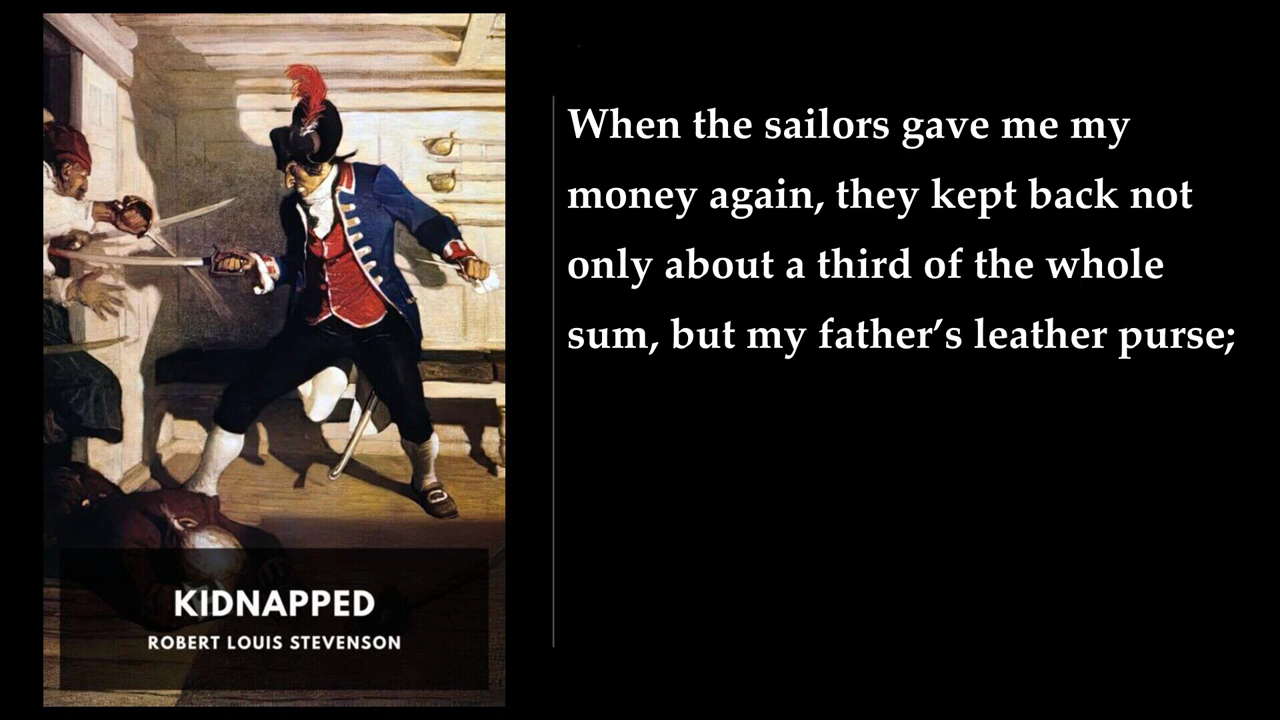 When the sailors gave me my
money again, they kept back not
only about a third of the whole
sum, but my father’s leather purse;
KIDNAPPED
ROBERT LOUIS STEVENSON